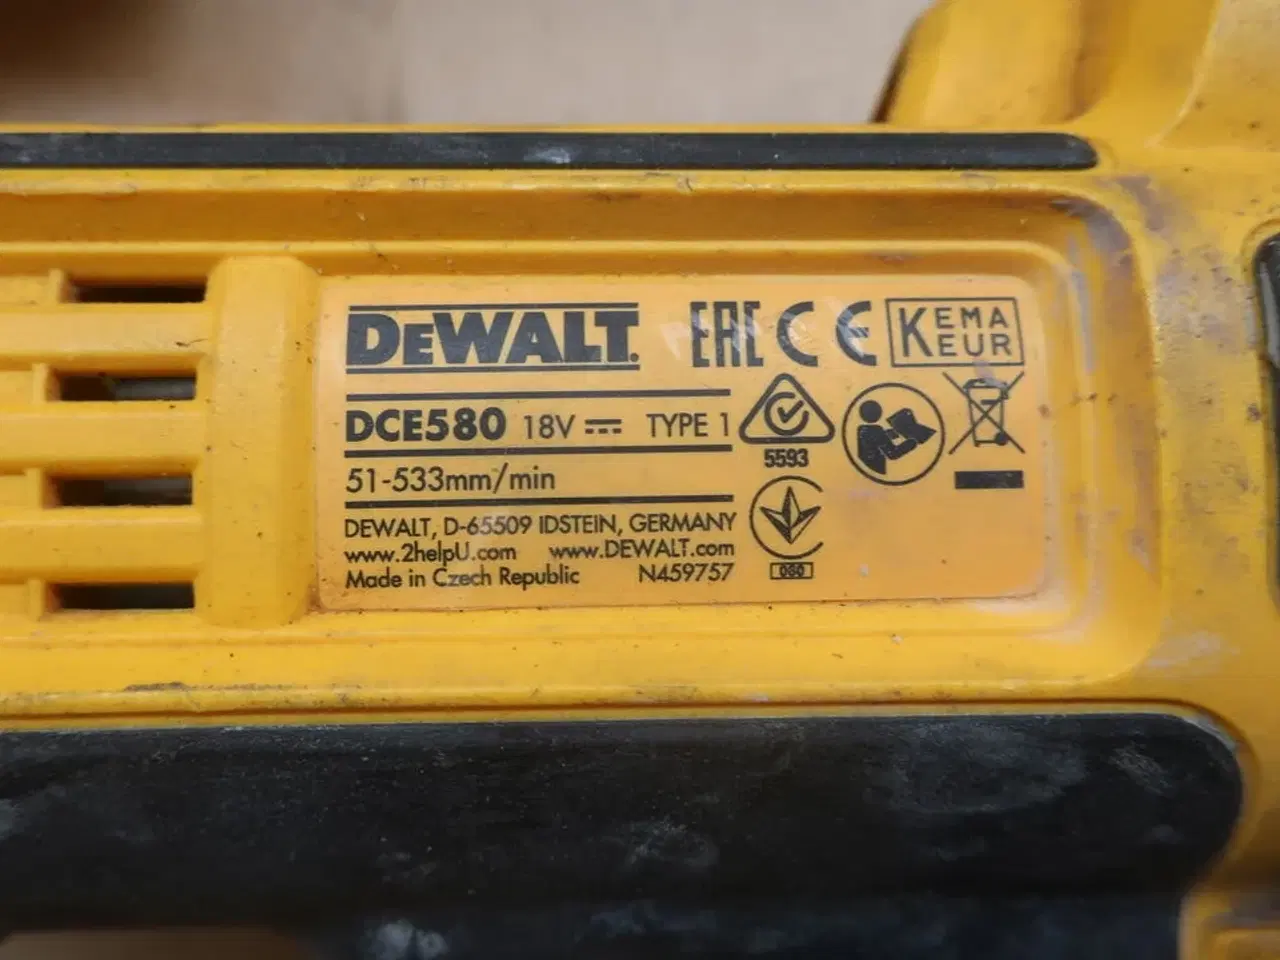 DEWALT.
EAC CE KEMA KEUR
DCE580 18V TYPE 1
5593
51-533mm/min
DEWALT, D-65509 IDSTEIN, GERMANY
www.2helpU.com www.DEWALT.com
Made in Czech Republic N459757